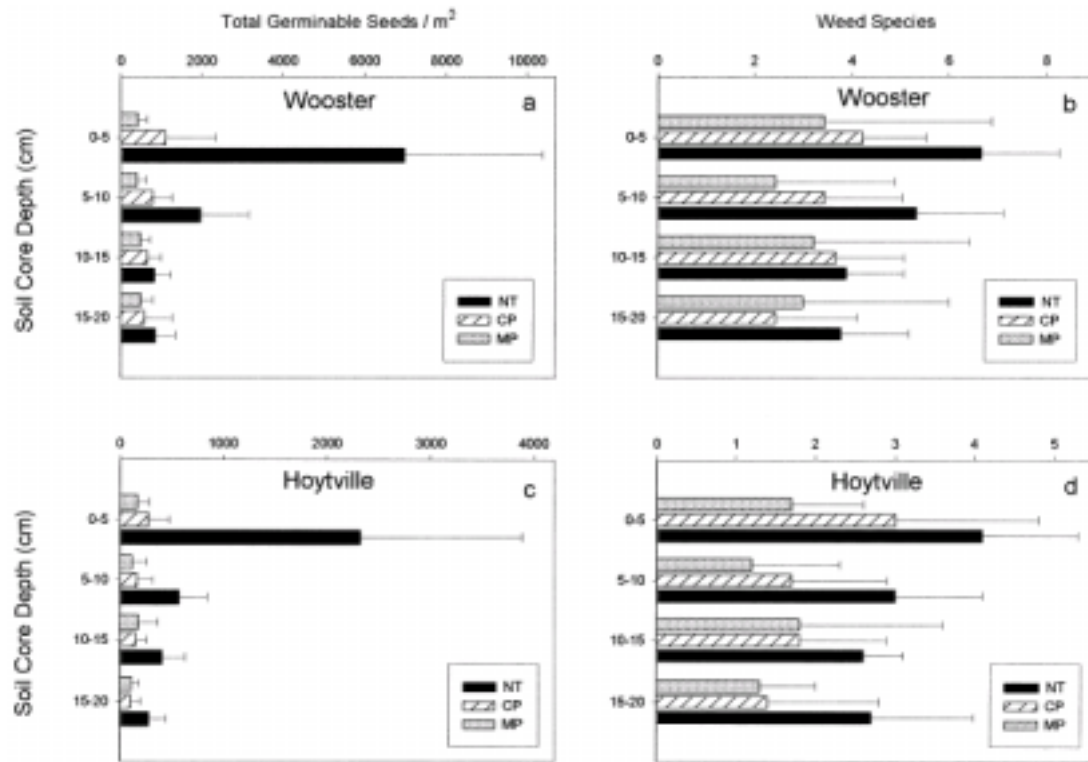 Total Germinable Seeds / m²
0 2000 4000 6000 8000 10000
Wooster
a
Soil Core Depth (cm)
0-5
5-10
10-15
15-20
NT
CP
MP
Weed Species
0 2 4 6 8
Wooster
b
0-5
5-10
10-15
15-20
NT
CP
MP
0 1000 2000 3000 4000
Hoytville
c
Soil Core Depth (cm)
0-5
5-10
10-15
15-20
NT
CP
MP
0 1 2 3 4 5
Hoytville
d
0-5
5-10
10-15
15-20
NT
CP
MP